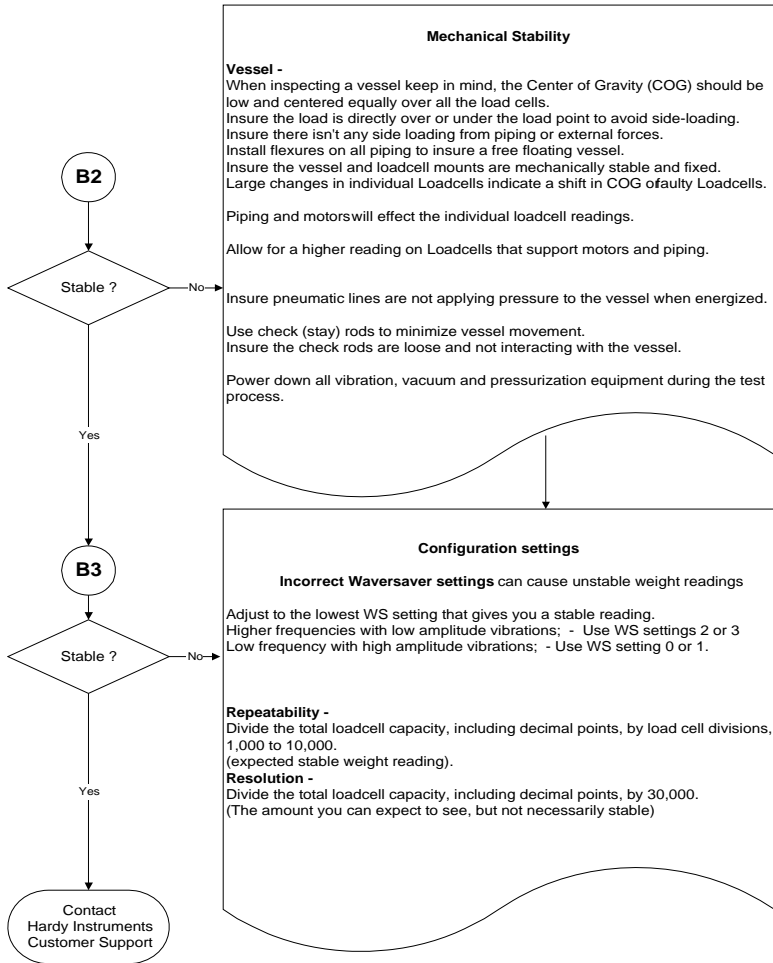 Mechanical Stability
Vessel -
When inspecting a vessel keep in mind, the Center of Gravity (COG) should be
low and centered equally over all the load cells.
Insure the load is directly over or under the load point to avoid side-loading.
Insure there isn't any side loading from piping or external forces.
Install flexures on all piping to insure a free floating vessel.
Insure the vessel and loadcell mounts are mechanically stable and fixed.
Large changes in individual Loadcells indicate a shift in COG ofaulty Loadcells.
Piping and motorswill effect the individual loadcell readings.
Allow for a higher reading on Loadcells that support motors and piping.
Insure pneumatic lines are not applying pressure to the vessel when energized.
Use check (stay) rods to minimize vessel movement.
Insure the check rods are loose and not interacting with the vessel.
Power down all vibration, vacuum and pressurization equipment during the test
process.
B2
Stable ?
No
Yes
B3
Stable ?
No
Yes
Configuration settings
Incorrect Waversaver settings can cause unstable weight readings
Adjust to the lowest WS setting that gives you a stable reading.
Higher frequencies with low amplitude vibrations; - Use WS settings 2 or 3
Low frequency with high amplitude vibrations; - Use WS setting 0 or 1.
Repeatability -
Divide the total loadcell capacity, including decimal points, by load cell divisions,
1,000 to 10,000.
(expected stable weight reading).
Resolution -
Divide the total loadcell capacity, including decimal points, by 30,000.
(The amount you can expect to see, but not necessarily stable)
Contact
Hardy Instruments
Customer Support